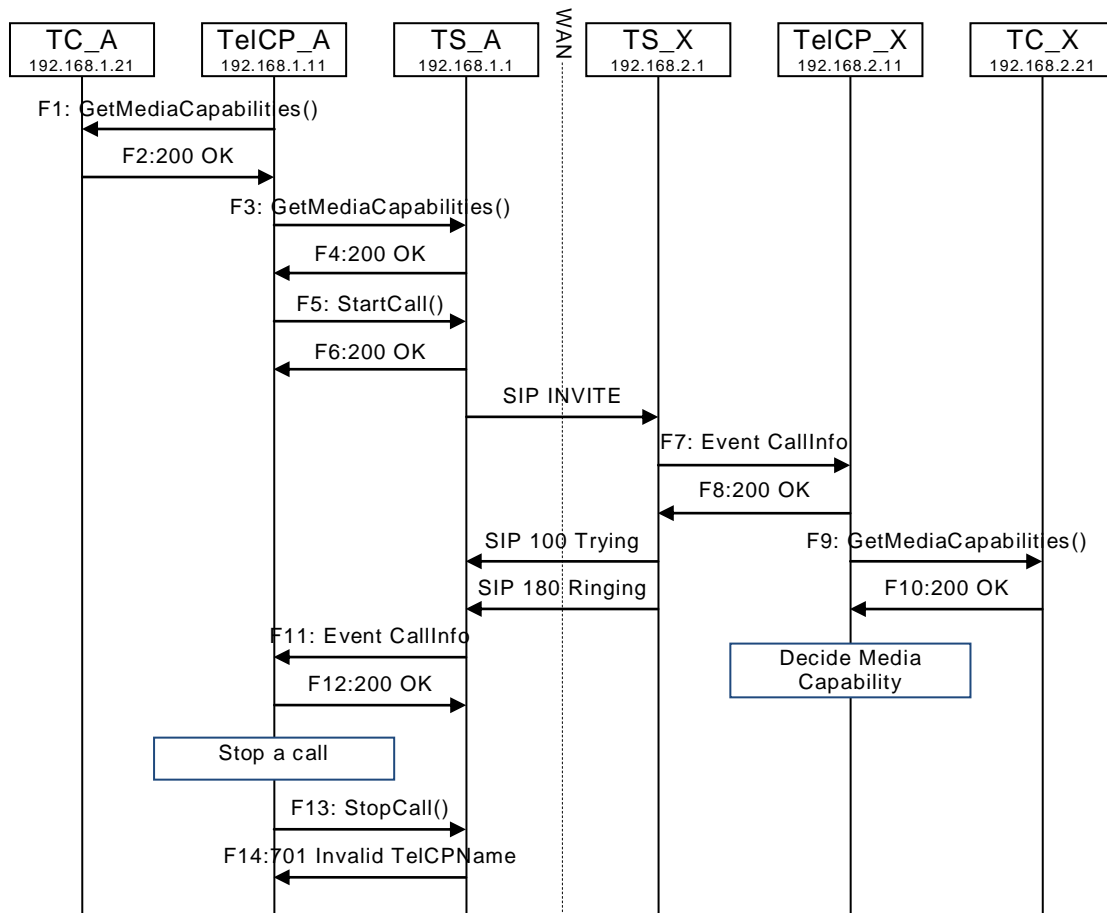 TC_A
192.168.1.21
TelCP_A
192.168.1.11
TS_A
192.168.1.1
WAN
TS_X
192.168.2.1
TelCP_X
192.168.2.11
TC_X
192.168.2.21
F1: GetMediaCapabilities()
F2:200 OK
F3: GetMediaCapabilities()
F4:200 OK
F5: StartCall()
F6:200 OK
SIP INVITE
F7: Event CallInfo
F8:200 OK
SIP 100 Trying
F9: GetMediaCapabilities()
SIP 180 Ringing
F10:200 OK
F11: Event CallInfo
Decide Media
Capability
F12:200 OK
Stop a call
F13: StopCall()
F14:701 Invalid TelCPName